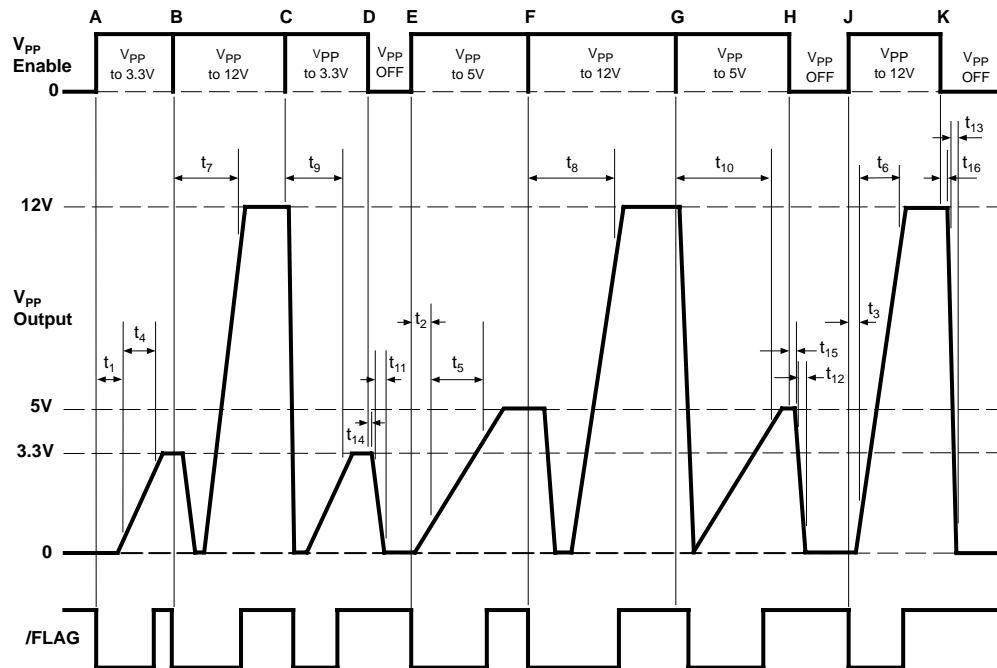 A B C D E F G H J K
VPP
Enable
0
VPP
to 3.3V
VPP
to 12V
VPP
to 3.3V
VPP
OFF
VPP
to 5V
VPP
to 12V
VPP
to 5V
VPP
OFF
VPP
to 12V
VPP
OFF
t13
t7 t9 t8 t10 t6 t16
12V
VPP
Output
t4 t2 t3
t1 t5 t11 t15
t12
5V
t14
3.3V
0
/FLAG